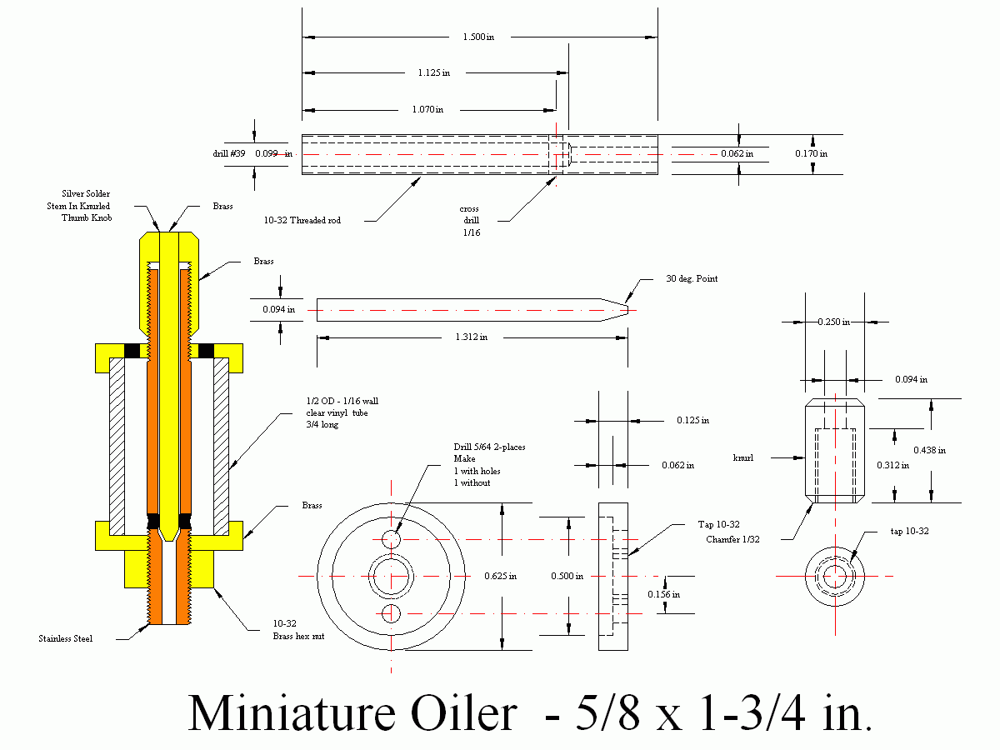 1.500 in
1.125 in
1.070 in
drill #39 0.099 in
0.062 in
0.170 in
10-32 Threaded rod
cross
drill
1/16
Silver Solder
Stem In Knurled
Thumb Knob
Brass
Brass
30 deg. Point
0.094 in
1.312 in
0.250 in
0.094 in
1/2 OD - 1/16 wall
clear vinyl tube
3/4 long
0.125 in
0.062 in
Drill 5/64 2-places
Make
1 with holes
1 without
knurl
0.438 in
0.312 in
Brass
Tap 10-32
Chamfer 1/32
tap 10-32
0.625 in
0.500 in
0.156 in
10-32
Brass hex nut
Stainless Steel
Miniature Oiler - 5/8 x 1-3/4 in.